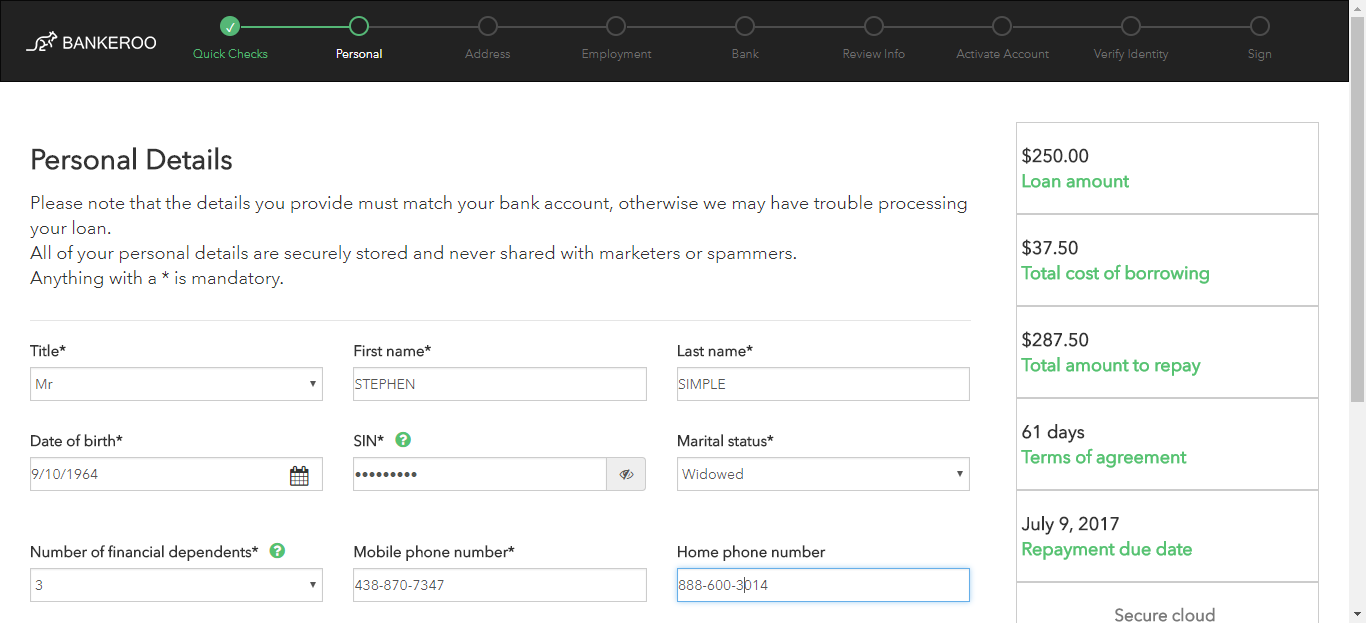 BANKEROO
Quick Checks
Personal
Address
Employment
Bank
Review Info
Activate Account
Verify Identity
Sign
Personal Details
Please note that the details you provide must match your bank account, otherwise we may have trouble processing
your loan.
All of your personal details are securely stored and never shared with marketers or spammers.
Anything with a * is mandatory.
Title*
First name*
Last name*
Mr
STEPHEN
SIMPLE
Date of birth*
SIN* ?
Marital status*
9/10/1964
•••••••••
Widowed
Number of financial dependents* ?
Mobile phone number*
Home phone number
3
438-870-7347
888-600-3014
$250.00
Loan amount
$37.50
Total cost of borrowing
$287.50
Total amount to repay
61 days
Terms of agreement
July 9, 2017
Repayment due date
Secure cloud